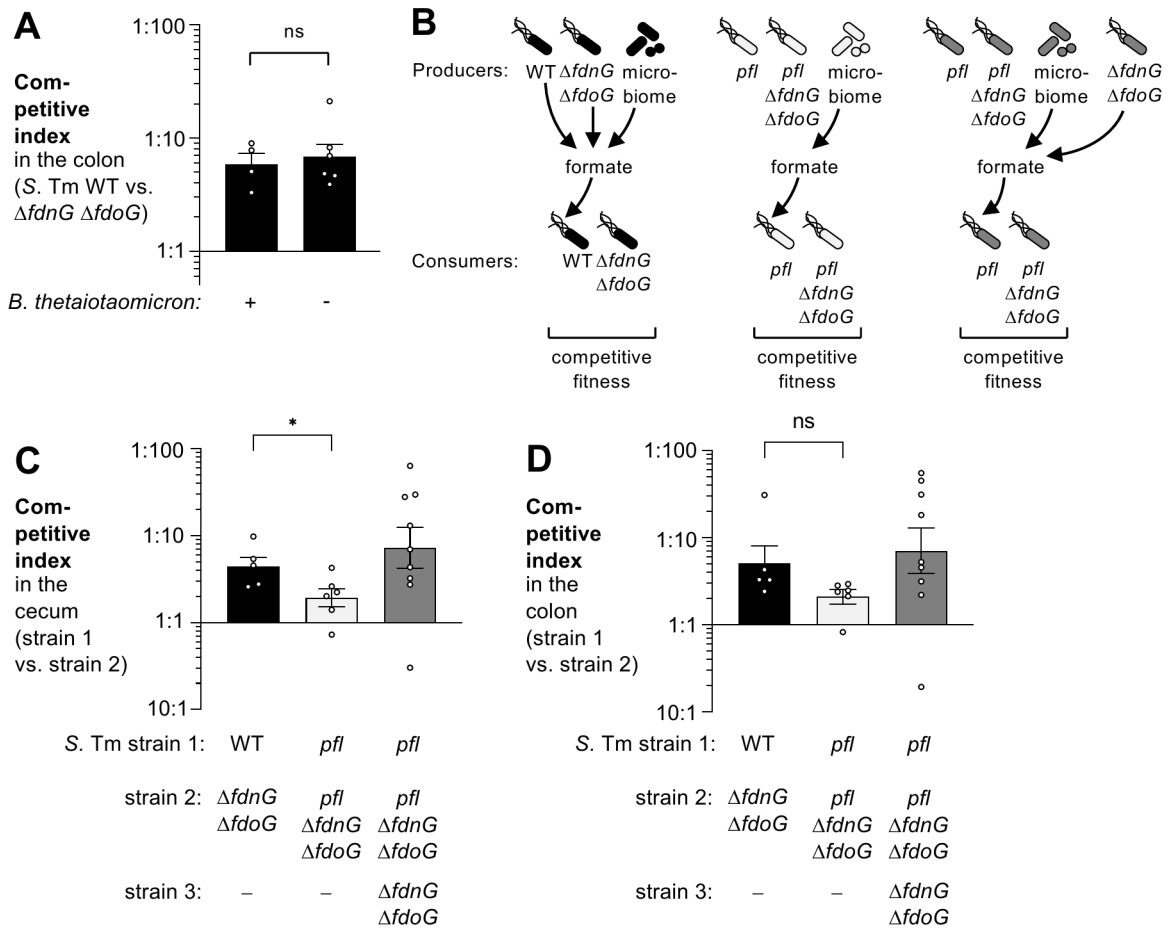 A
1:100
1:10
1:1
ns
Com-
petitive
index
in the colon
(S. Tm WT vs.
ΔfdnG ΔfdoG)
B. thetaiotaomicron: + -
B
Producers:
WT ΔfdnG micro-
ΔfdoG biome
pfl pfl micro-
ΔfdnG biome
ΔfdoG
pfl pfl micro- ΔfdnG
ΔfdnG biome ΔfdoG
ΔfdoG
formate formate formate
Consumers:
WT ΔfdnG
ΔfdoG
pfl pfl
ΔfdnG
ΔfdoG
pfl pfl
ΔfdnG
ΔfdoG
competitive
fitness
competitive
fitness
competitive
fitness
C
1:100
1:10
1:1
10:1
*
Com-
petitive
index
in the
cecum
(strain 1
vs. strain 2)
S. Tm strain 1: WT pfl pfl
strain 2: ΔfdnG pfl pfl
ΔfdoG ΔfdnG ΔfdnG
ΔfdoG ΔfdoG
strain 3: – – ΔfdnG
ΔfdoG
D
1:100
1:10
1:1
10:1
ns
Com-
petitive
index
in the
colon
(strain 1
vs. strain 2)
S. Tm strain 1: WT pfl pfl
strain 2: ΔfdnG pfl pfl
ΔfdoG ΔfdnG ΔfdnG
ΔfdoG ΔfdoG
strain 3: – – ΔfdnG
ΔfdoG